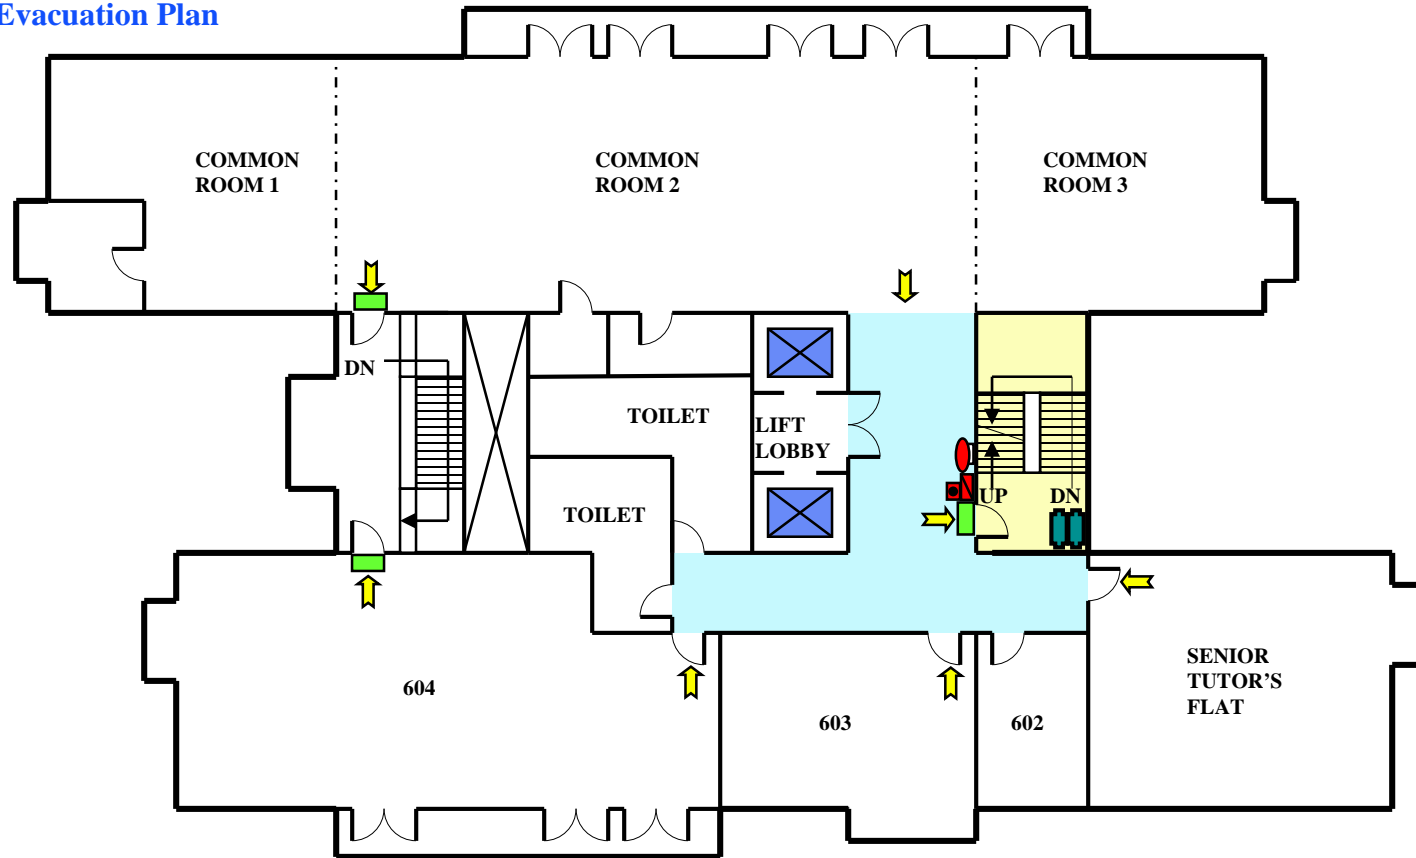 Evacuation Plan
COMMON
ROOM 1
COMMON
ROOM 2
COMMON
ROOM 3
DN
TOILET
LIFT
LOBBY
UP
DN
TOILET
604
603
602
SENIOR
TUTOR'S
FLAT